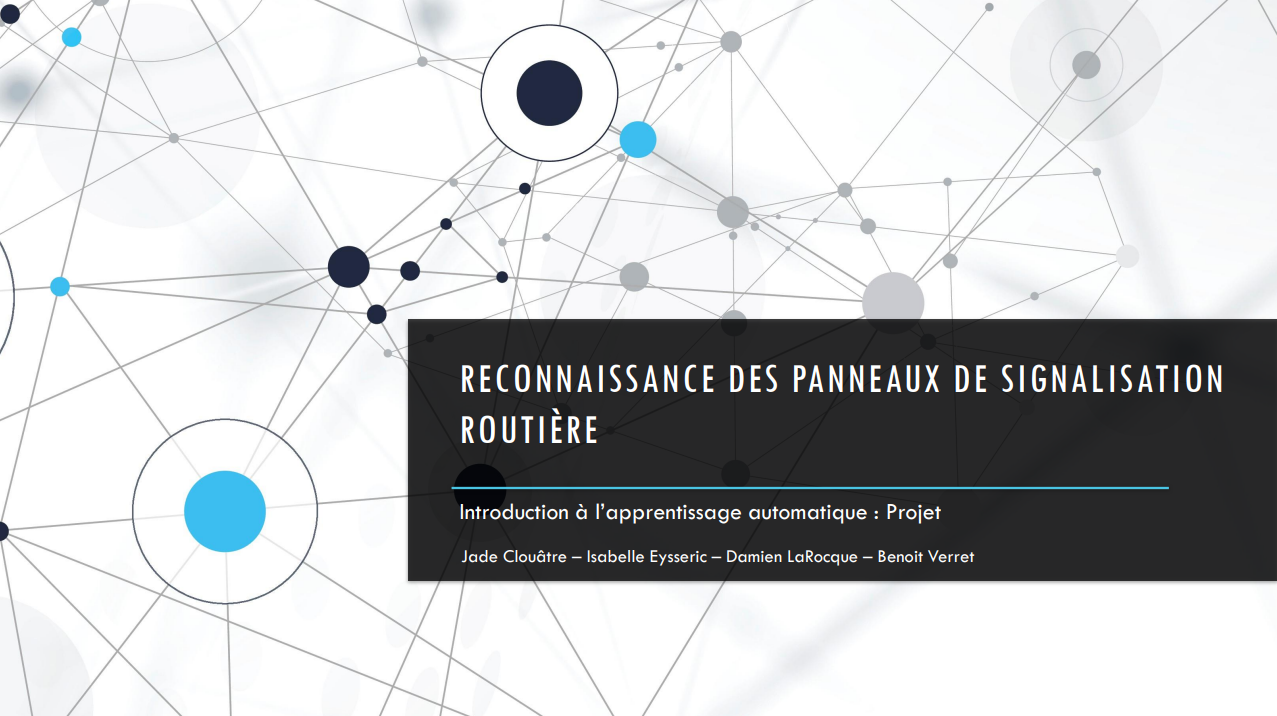 RECONNAISSANCE DES PANNEAUX DE SIGNALISATION
ROUTIÈRE
Introduction à l'apprentissage automatique : Projet
Jade Clouâtre – Isabelle Eysseric – Damien LaRocque – Benoit Verret